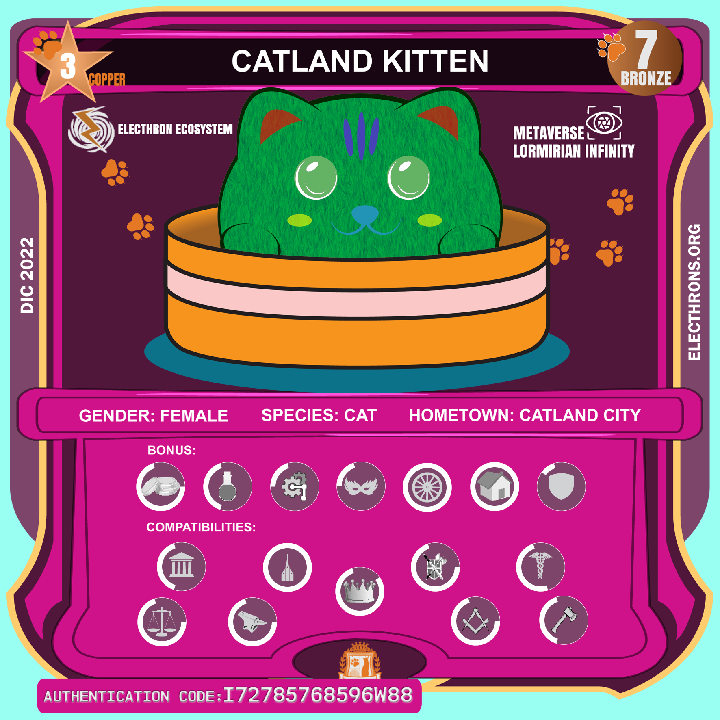 CATLAND KITTEN
3
COPPER
7
BRONZE
ELECTHRON ECOSYSTEM
METAVERSE
LORMIRIAN INFINITY
DIC 2022
ELECTHRONS.ORG
GENDER: FEMALE SPECIES: CAT HOMETOWN: CATLAND CITY
BONUS:
COMPATIBILITIES:
AUTHENTICATION CODE:I72785768596W88